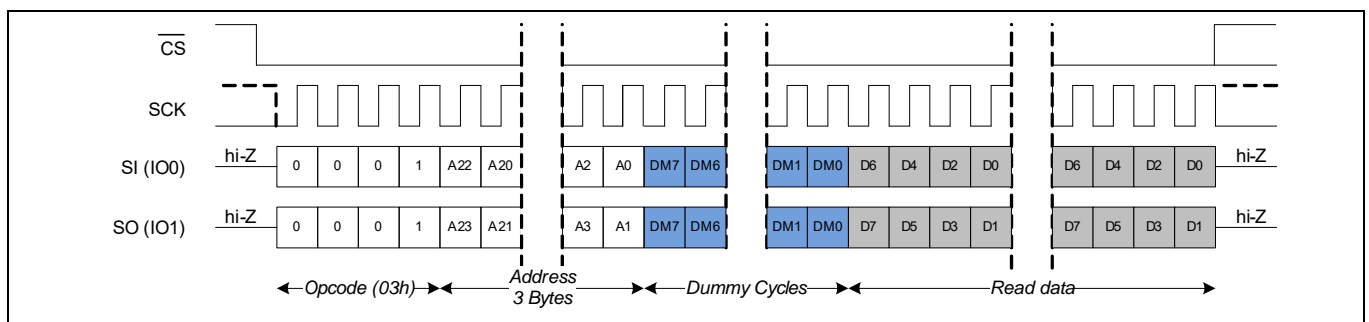 CS
SCK
SI (IO0) hi-Z 0 0 0 1 A22 A20 A2 A0 DM7 DM6 DM1 DM0 D6 D4 D2 D0 D6 D4 D2 D0 hi-Z
SO (IO1) hi-Z 0 0 0 1 A23 A21 A3 A1 DM7 DM6 DM1 DM0 D7 D5 D3 D1 D7 D5 D3 D1 hi-Z
Opcode (03h) Address Dummy Cycles Read data
3 Bytes